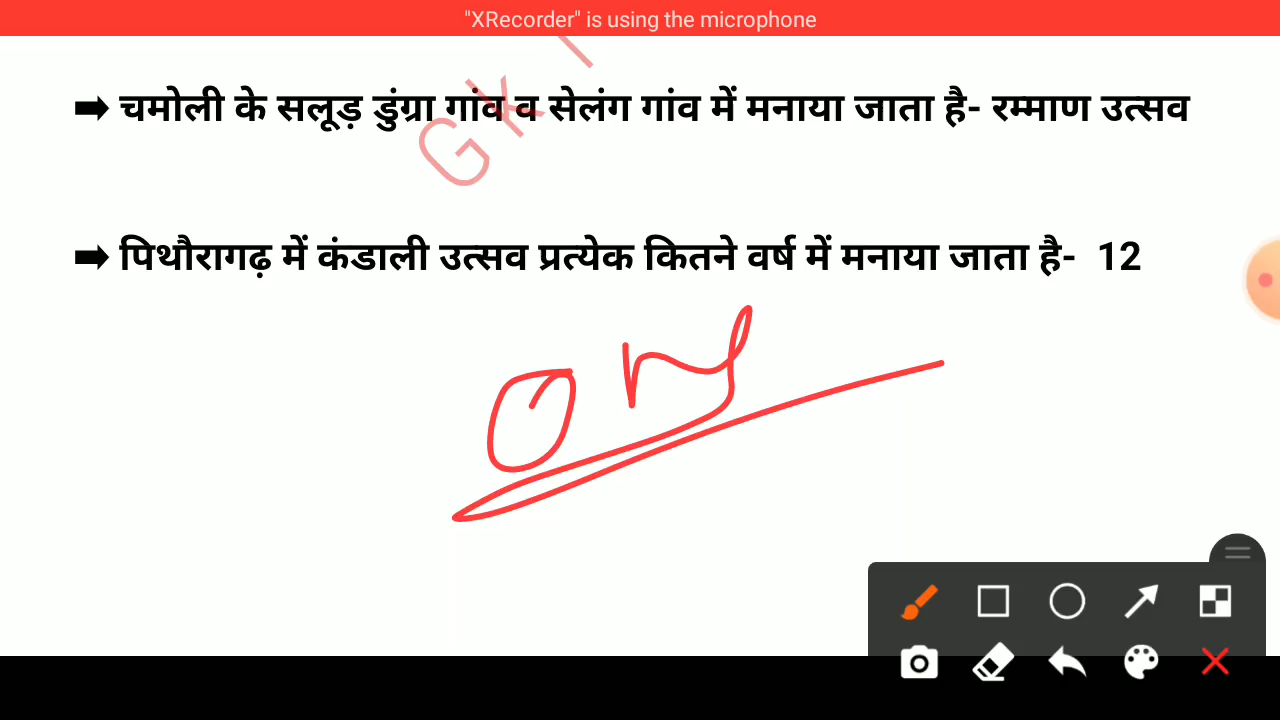 "XRecorder" is using the microphone
➡ चमोली के सलूड़ डुंग्रा गांव व सेलंग गांव में मनाया जाता है- रम्माण उत्सव
GK
➡ पिथौरागढ़ में कंडाली उत्सव प्रत्येक कितने वर्ष में मनाया जाता है- 12